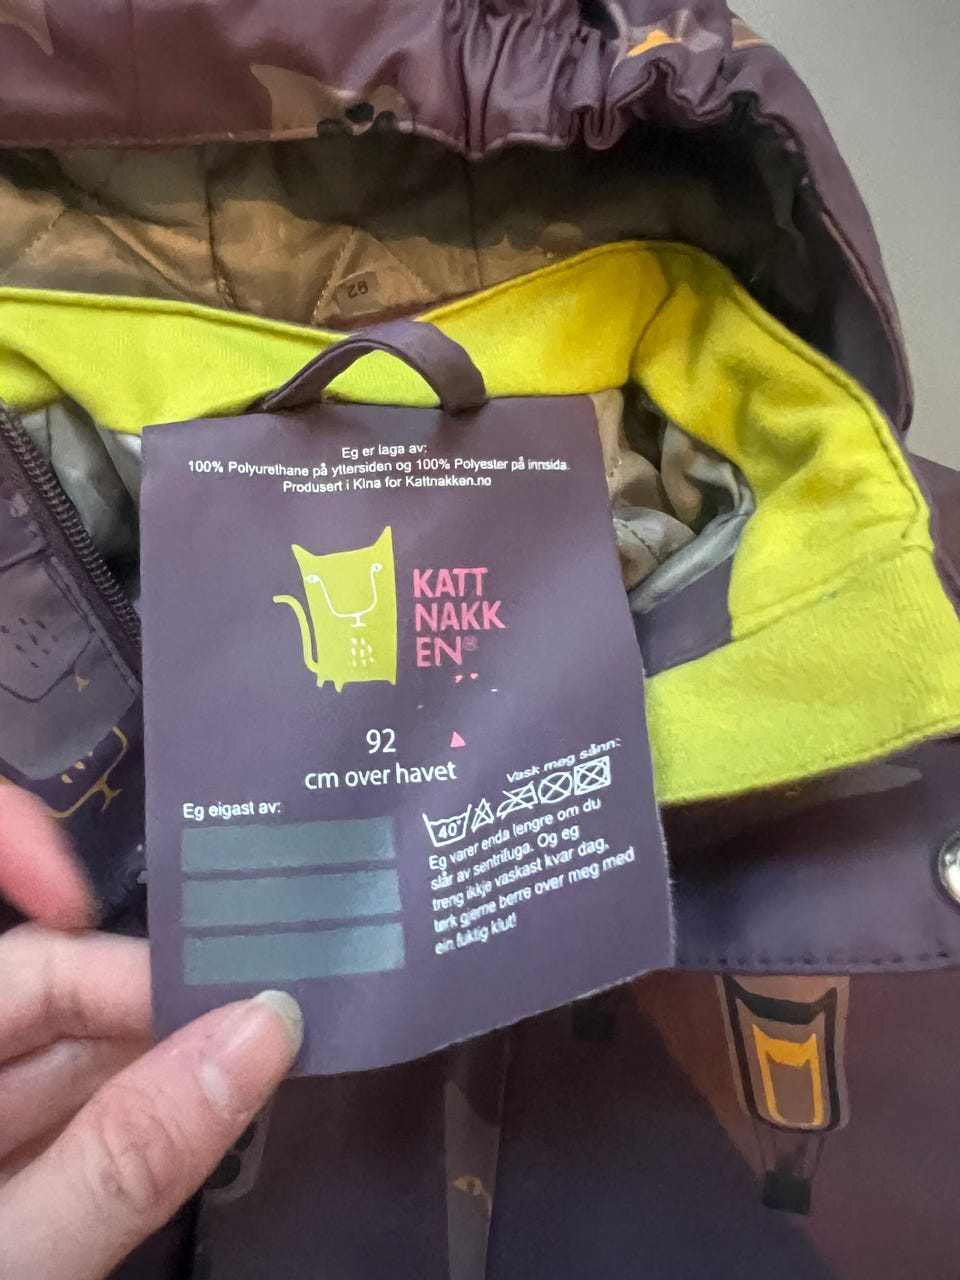 92
Eg er laga av:
100% Polyurethane på yttersiden og 100% Polyester på innsida.
Produsert i Kina for Kattnakken.no
KATT
NAKK
EN®
92
cm over havet
Eg eigast av:
Vask meg sånn:
40°
Eg varer enda lengre om du
slår av sentrifuga. Og eg
treng ikkje vaskast kvar dag,
tørk gjerne berre over meg med
ein fuktig klut!